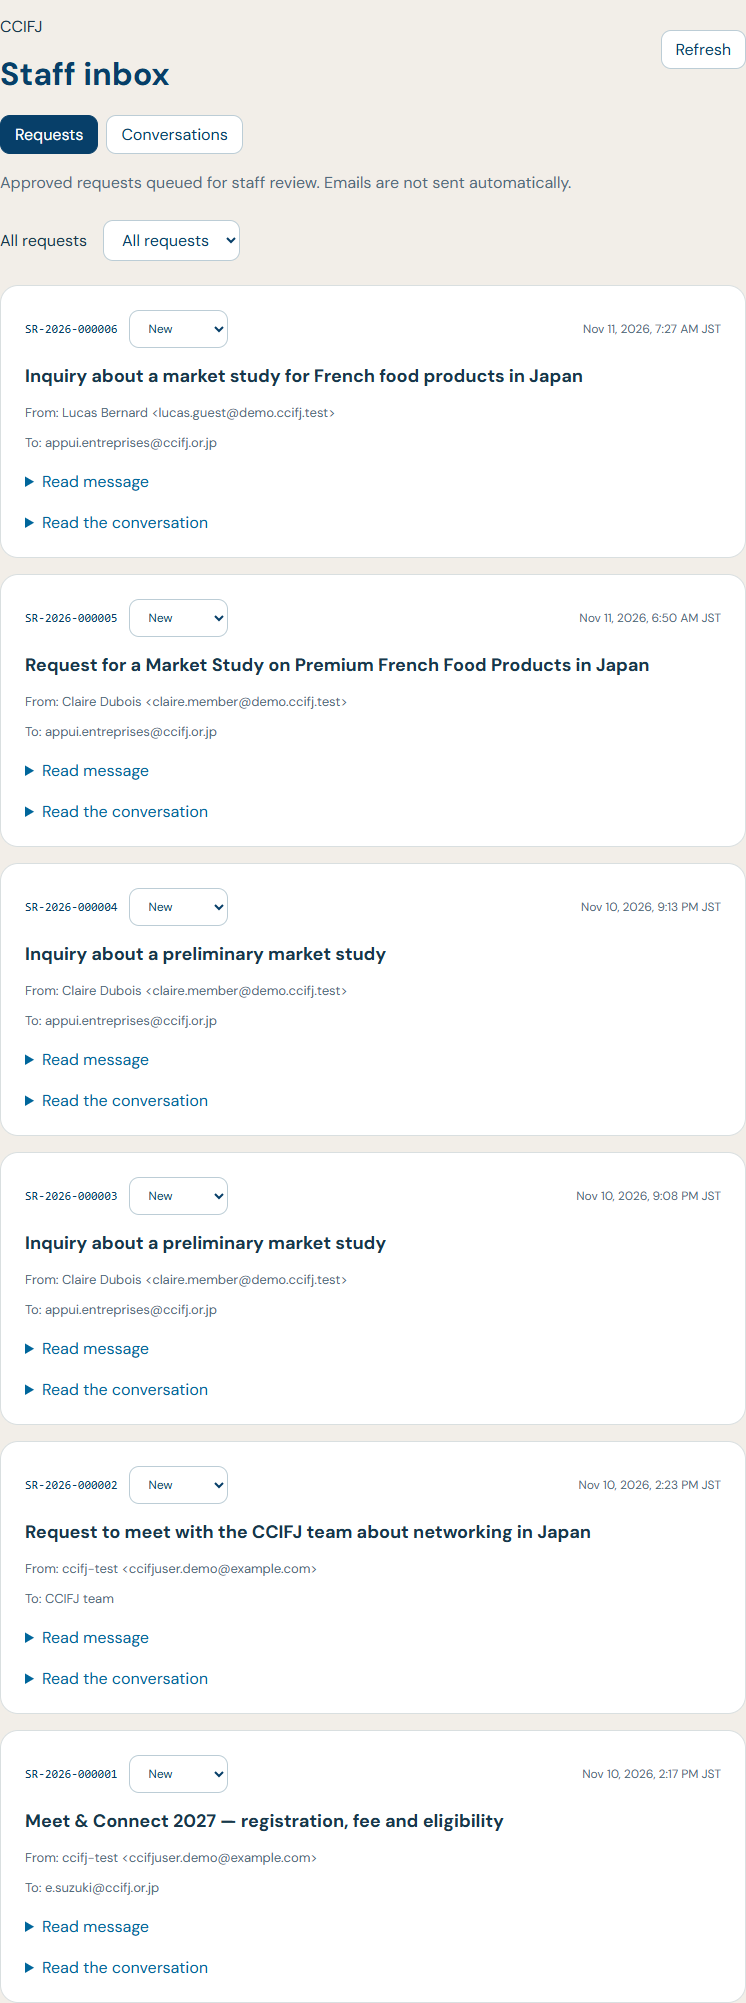 CCIFJ
Refresh
Staff inbox
Requests
Conversations
Approved requests queued for staff review. Emails are not sent automatically.
All requests
All requests
SR-2026-000006
New
Nov 11, 2026, 7:27 AM JST
Inquiry about a market study for French food products in Japan
From: Lucas Bernard <lucas.guest@demo.ccifj.test>
To: appui.entreprises@ccifj.or.jp
Read message
Read the conversation
SR-2026-000005
New
Nov 11, 2026, 6:50 AM JST
Request for a Market Study on Premium French Food Products in Japan
From: Claire Dubois <claire.member@demo.ccifj.test>
To: appui.entreprises@ccifj.or.jp
Read message
Read the conversation
SR-2026-000004
New
Nov 10, 2026, 9:13 PM JST
Inquiry about a preliminary market study
From: Claire Dubois <claire.member@demo.ccifj.test>
To: appui.entreprises@ccifj.or.jp
Read message
Read the conversation
SR-2026-000003
New
Nov 10, 2026, 9:08 PM JST
Inquiry about a preliminary market study
From: Claire Dubois <claire.member@demo.ccifj.test>
To: appui.entreprises@ccifj.or.jp
Read message
Read the conversation
SR-2026-000002
New
Nov 10, 2026, 2:23 PM JST
Request to meet with the CCIFJ team about networking in Japan
From: ccifj-test <ccifjuser.demo@example.com>
To: CCIFJ team
Read message
Read the conversation
SR-2026-000001
New
Nov 10, 2026, 2:17 PM JST
Meet & Connect 2027 — registration, fee and eligibility
From: ccifj-test <ccifjuser.demo@example.com>
To: e.suzuki@ccifj.or.jp
Read message
Read the conversation